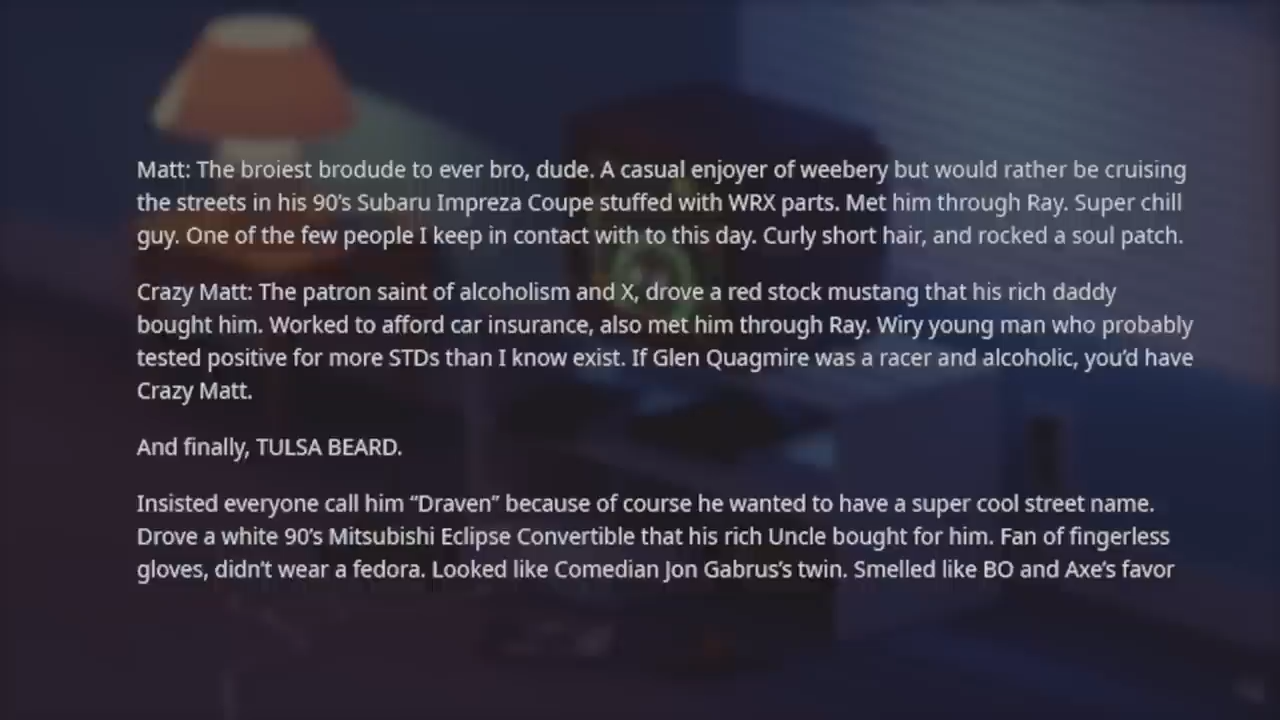 Matt: The broiest brodude to ever bro, dude. A casual enjoyer of weebery but would rather be cruising
the streets in his 90’s Subaru Impreza Coupe stuffed with WRX parts. Met him through Ray. Super chill
guy. One of the few people I keep in contact with to this day. Curly short hair, and rocked a soul patch.
Crazy Matt: The patron saint of alcoholism and X, drove a red stock mustang that his rich daddy
bought him. Worked to afford car insurance, also met him through Ray. Wiry young man who probably
tested positive for more STDs than I know exist. If Glen Quagmire was a racer and alcoholic, you’d have
Crazy Matt.
And finally, TULSA BEARD.
Insisted everyone call him “Draven” because of course he wanted to have a super cool street name.
Drove a white 90’s Mitsubishi Eclipse Convertible that his rich Uncle bought for him. Fan of fingerless
gloves, didn’t wear a fedora. Looked like Comedian Jon Gabrus’s twin. Smelled like BO and Axe’s favor